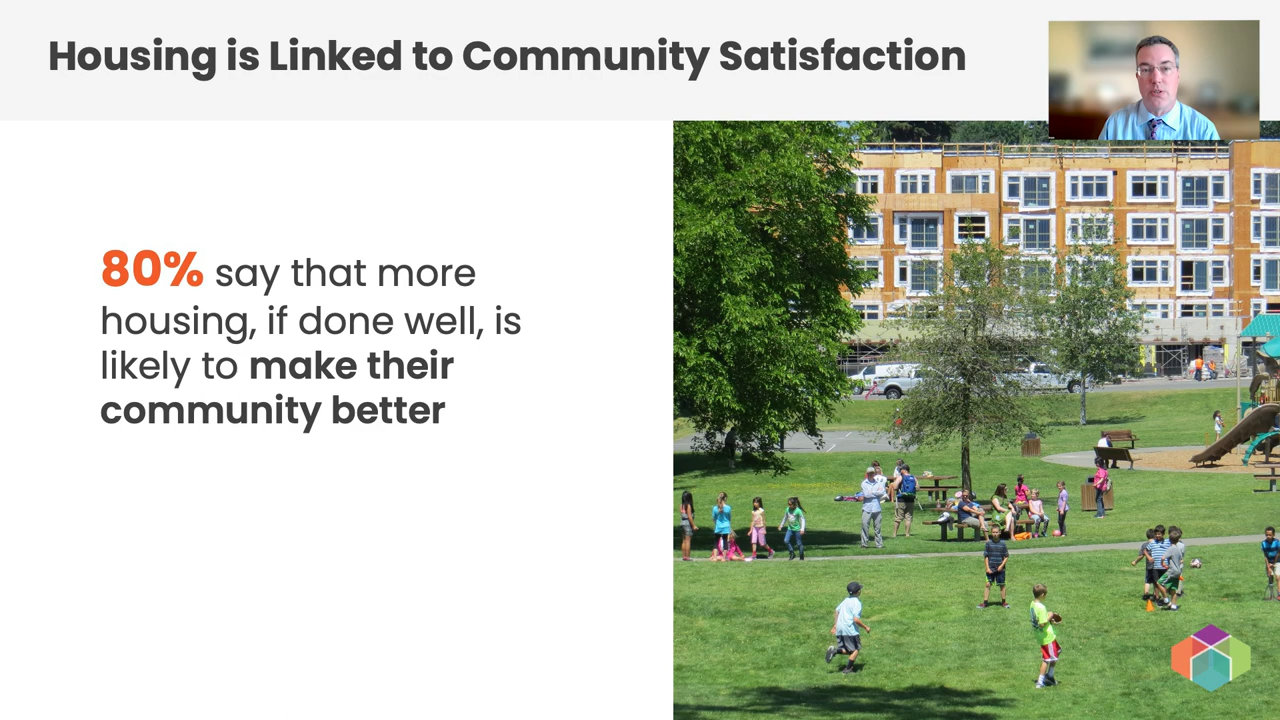 Housing is Linked to Community Satisfaction
80% say that more
housing, if done well, is
likely to make their
community better